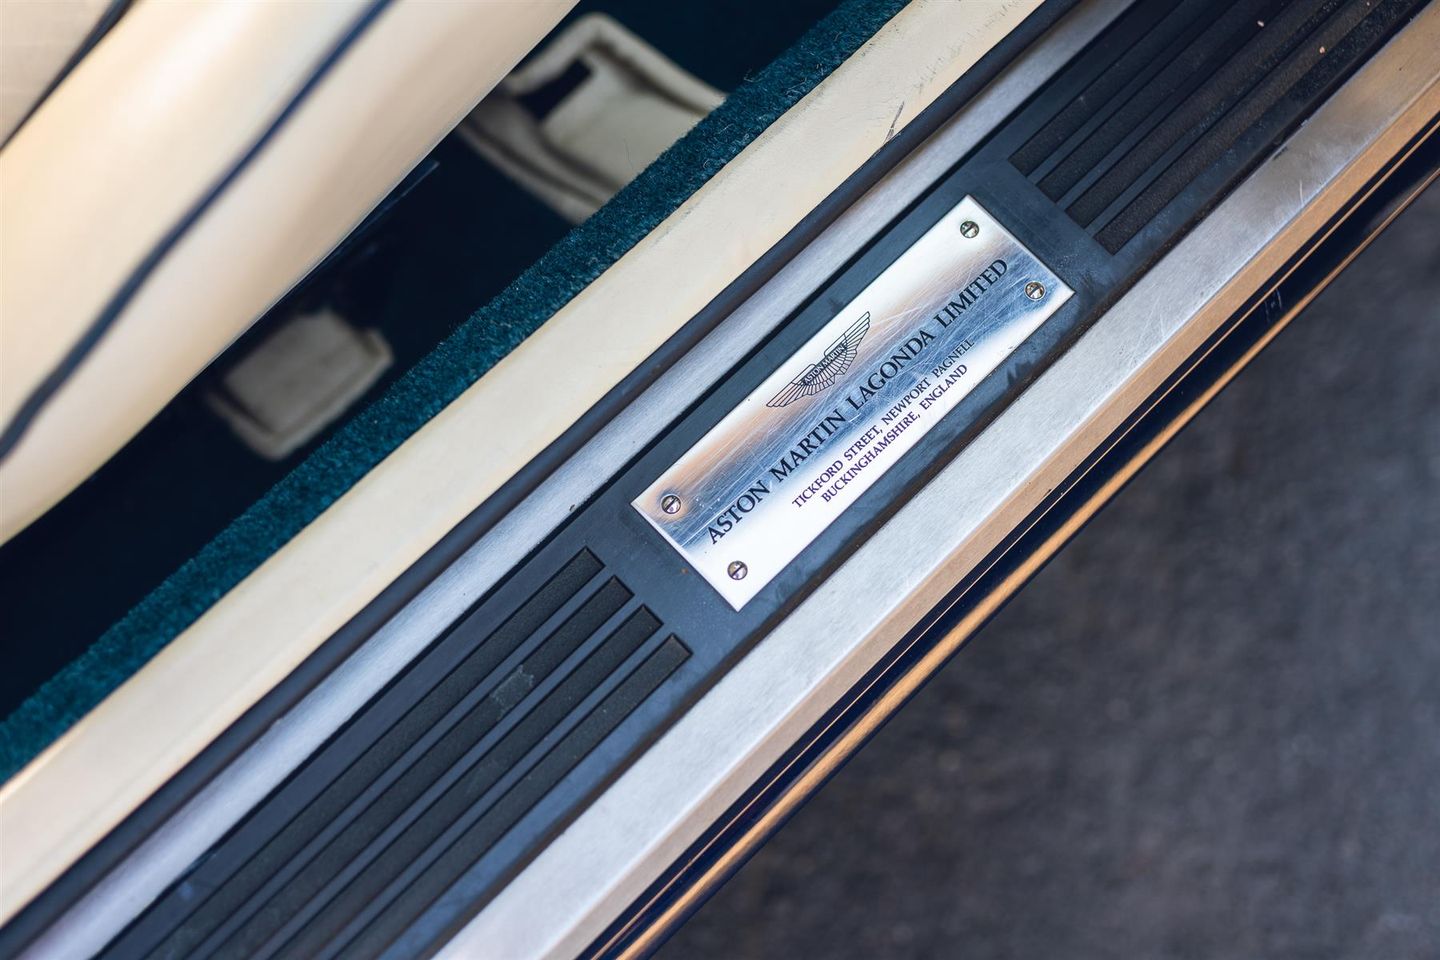 ASTON MARTIN
ASTON MARTIN LAGONDA LIMITED
TICKFORD STREET, NEWPORT PAGNELL
BUCKINGHAMSHIRE, ENGLAND